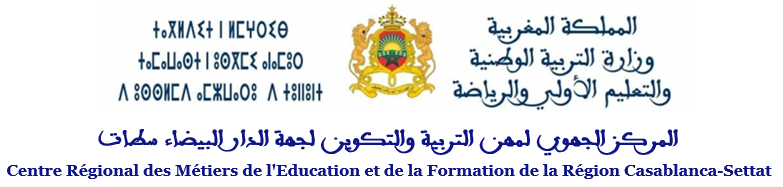 ⵜⴰⴳⵍⴷⵉⵜ ⵏ ⵍⵎⵖⵔⵉⴱ
ⵜⴰⵎⴰⵡⴰⵙⵜ ⵏ ⵓⵙⴳⵎⵉ ⴰⵏⴰⵎⵓⵔ
ⴷ ⵓⵙⵙⵍⵎⴷ ⴰⵎⵣⵡⴰⵔⵓ ⴷ ⵜⵓⵏⵏⵓⵏⵜ
المملكة المغربية
وزارة التربية الوطنية
والتعليم الأولي والرياضة
المركز الجهوي لمهن التربية والتكوين لجهة الدار البيضاء سطات
Centre Régional des Métiers de l'Education et de la Formation de la Région Casablanca-Settat